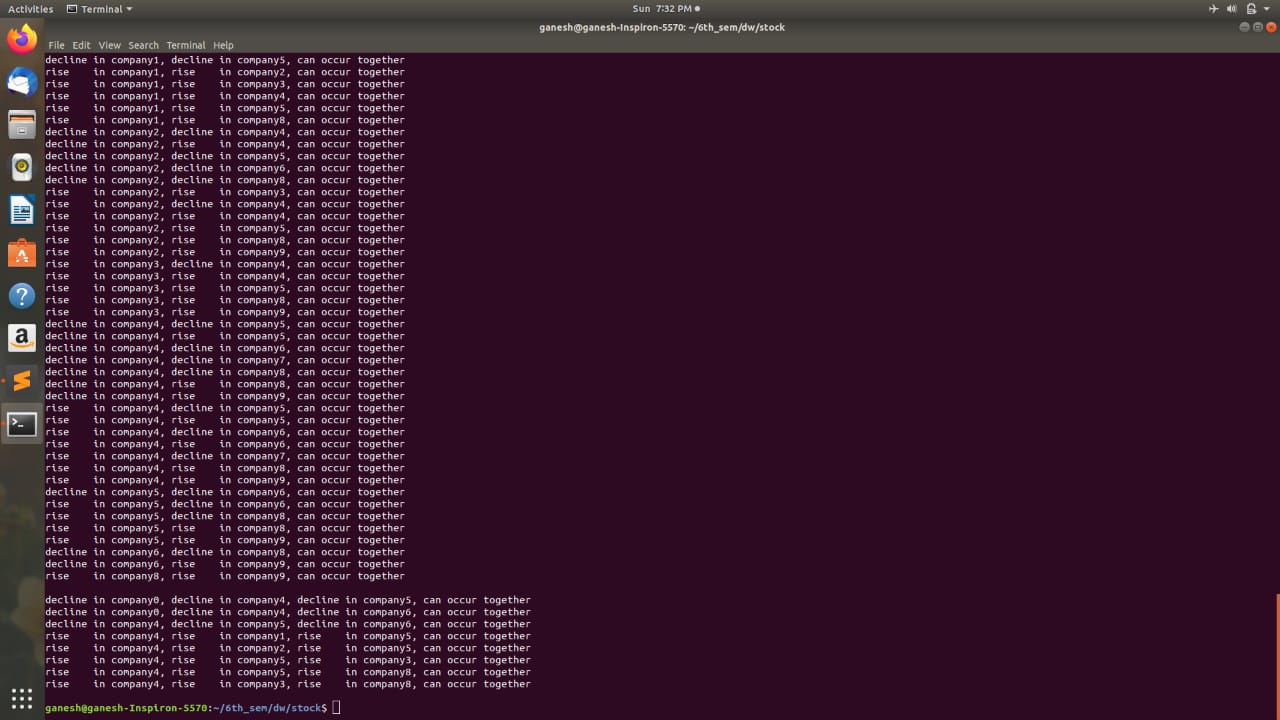 Activities Terminal Sun 7:32 PM
ganesh@ganesh-Inspiron-5570: ~/6th_sem/dw/stock
File Edit View Search Terminal Help
decline in company1, decline in company5, can occur together
rise    in company1, rise    in company2, can occur together
rise    in company1, rise    in company3, can occur together
rise    in company1, rise    in company4, can occur together
rise    in company1, rise    in company5, can occur together
rise    in company1, rise    in company8, can occur together
decline in company2, decline in company4, can occur together
decline in company2, rise    in company4, can occur together
decline in company2, decline in company5, can occur together
decline in company2, decline in company6, can occur together
decline in company2, decline in company8, can occur together
rise    in company2, rise    in company3, can occur together
rise    in company2, decline in company4, can occur together
rise    in company2, rise    in company4, can occur together
rise    in company2, rise    in company5, can occur together
rise    in company2, rise    in company8, can occur together
rise    in company2, rise    in company9, can occur together
rise    in company3, decline in company4, can occur together
rise    in company3, rise    in company4, can occur together
rise    in company3, rise    in company5, can occur together
rise    in company3, rise    in company8, can occur together
rise    in company3, rise    in company9, can occur together
decline in company4, decline in company5, can occur together
decline in company4, rise    in company5, can occur together
decline in company4, decline in company6, can occur together
decline in company4, decline in company7, can occur together
decline in company4, decline in company8, can occur together
decline in company4, rise    in company8, can occur together
decline in company4, rise    in company9, can occur together
rise    in company4, decline in company5, can occur together
rise    in company4, rise    in company5, can occur together
rise    in company4, decline in company6, can occur together
rise    in company4, rise    in company6, can occur together
rise    in company4, decline in company7, can occur together
rise    in company4, rise    in company8, can occur together
rise    in company4, rise    in company9, can occur together
decline in company5, decline in company6, can occur together
rise    in company5, decline in company6, can occur together
rise    in company5, decline in company8, can occur together
rise    in company5, rise    in company8, can occur together
rise    in company5, rise    in company9, can occur together
decline in company6, decline in company8, can occur together
decline in company6, rise    in company9, can occur together
rise    in company8, rise    in company9, can occur together
decline in company0, decline in company4, decline in company5, can occur together
decline in company0, decline in company4, decline in company6, can occur together
decline in company4, decline in company5, decline in company6, can occur together
rise    in company4, rise    in company1, rise    in company5, can occur together
rise    in company4, rise    in company2, rise    in company5, can occur together
rise    in company4, rise    in company5, rise    in company3, can occur together
rise    in company4, rise    in company5, rise    in company8, can occur together
rise    in company4, rise    in company3, rise    in company8, can occur together
ganesh@ganesh-Inspiron-5570:~/6th_sem/dw/stock$